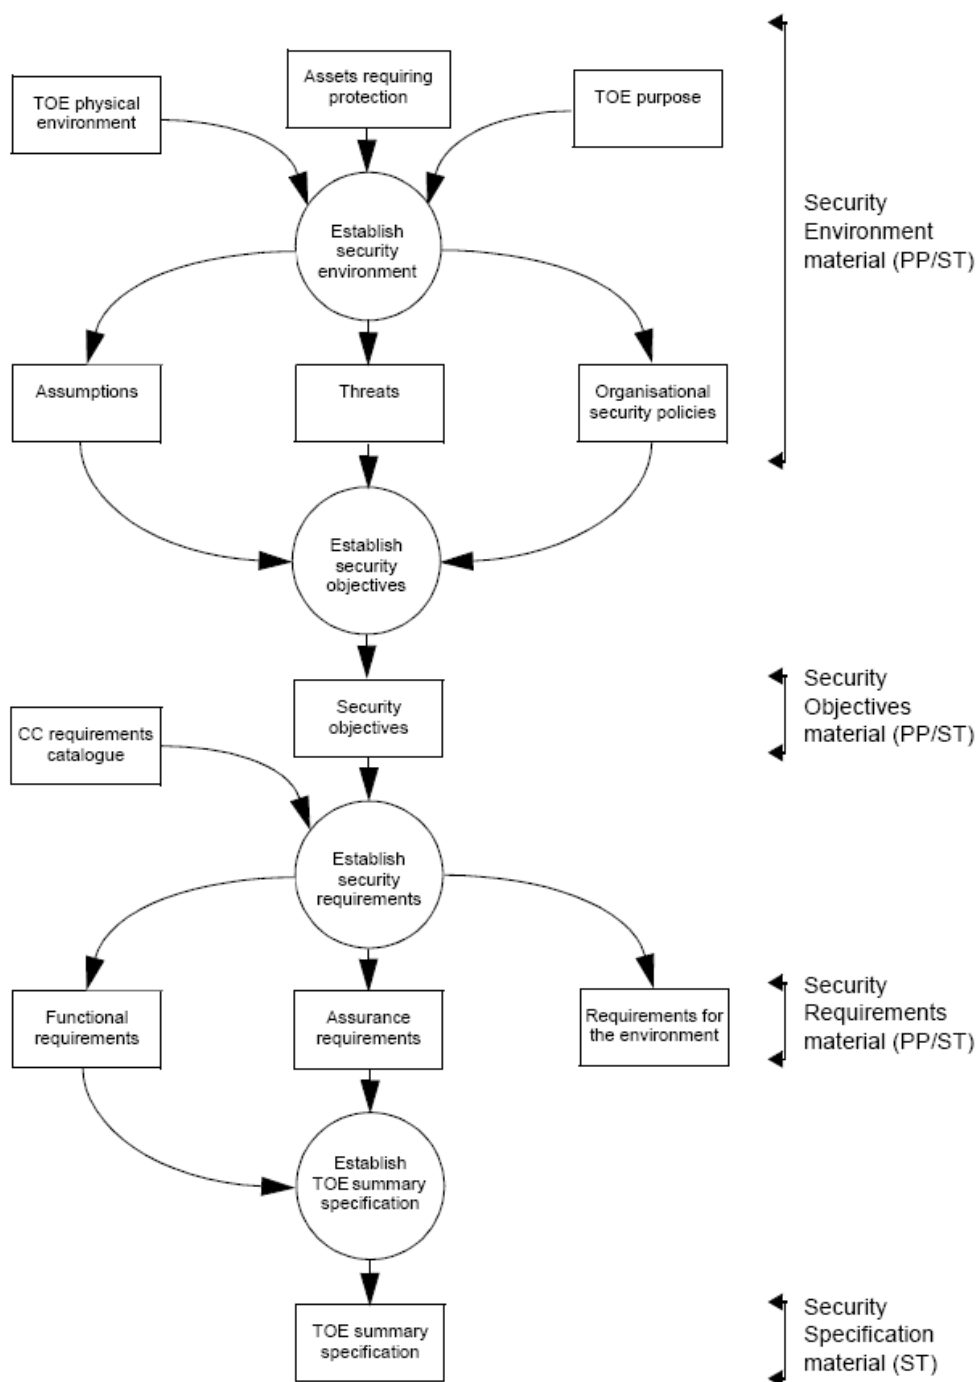 Assets requiring
protection
TOE physical
environment
TOE purpose
Security
Environment
material (PP/ST)
Establish
security
environment
Assumptions
Threats
Organisational
security policies
Establish
security
objectives
Security
objectives
Security
Objectives
material (PP/ST)
CC requirements
catalogue
Establish
security
requirements
Functional
requirements
Assurance
requirements
Requirements for
the environment
Security
Requirements
material (PP/ST)
Establish
TOE summary
specification
TOE summary
specification
Security
Specification
material (ST)